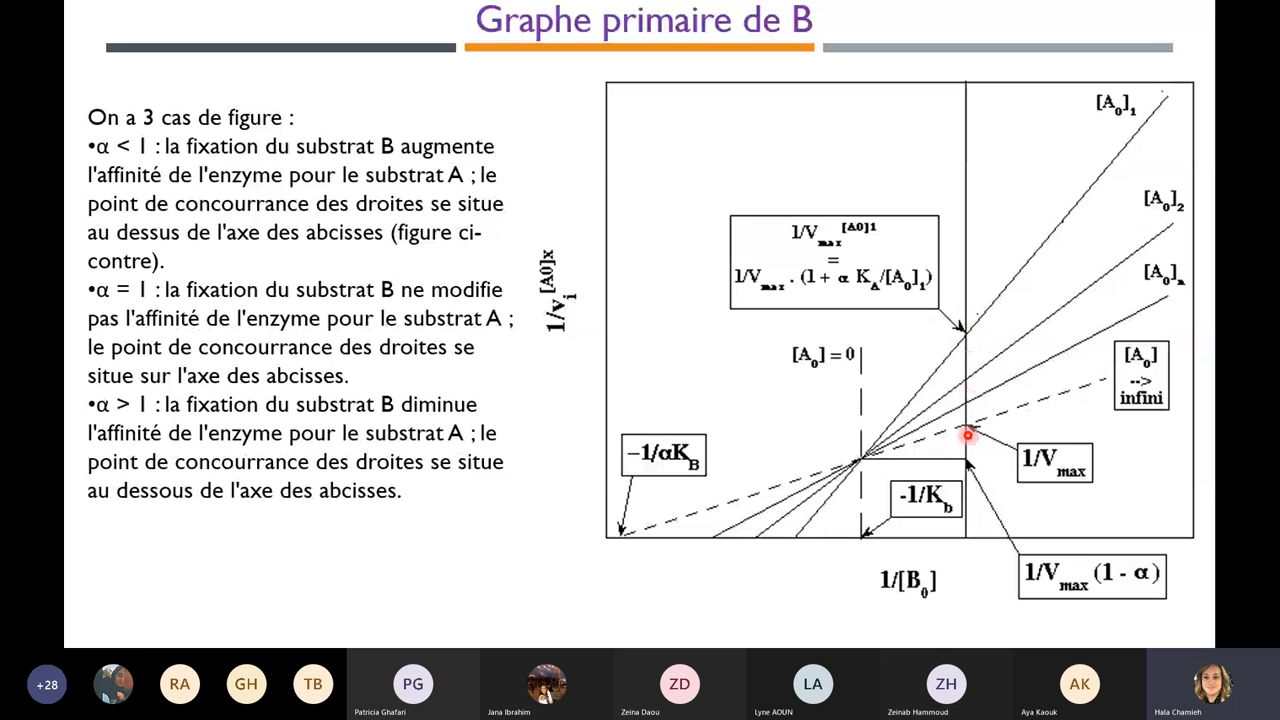 Graphe primaire de B
On a 3 cas de figure :
•α < 1 : la fixation du substrat B augmente
l'affinité de l'enzyme pour le substrat A ; le
point de concourrance des droites se situe
au dessus de l'axe des abcisses (figure ci-
contre).
•α = 1 : la fixation du substrat B ne modifie
pas l'affinité de l'enzyme pour le substrat A ;
le point de concourrance des droites se
situe sur l'axe des abcisses.
•α > 1 : la fixation du substrat B diminue
l'affinité de l'enzyme pour le substrat A ; le
point de concourrance des droites se situe
au dessous de l'axe des abcisses.
1/vi[A0]x
[A0]1
[A0]2
[A0]n
1/Vmax[A0]1
=
1/Vmax . (1 + α KA/[A0]1)
[A0] = 0
[A0]
-->
infini
–1/αKB
1/Vmax
-1/Kb
1/Vmax (1 - α)
1/[B0]
+28
RA
GH
TB
PG
Patricia Ghafari
Jana Ibrahim
ZD
Zeina Daou
LA
Lyne AOUN
ZH
Zeinab Hammoud
AK
Aya Kaouk
Hala Chamieh